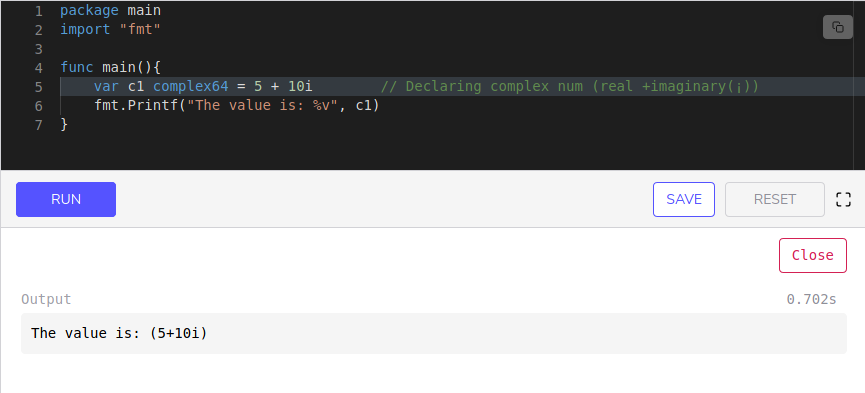 1 package main
2 import "fmt"
3
4 func main(){
5     var c1 complex64 = 5 + 10i        // Declaring complex num (real +imaginary(¡))
6     fmt.Printf("The value is: %v", c1)
7 }
RUN SAVE RESET
Close
Output 0.702s
The value is: (5+10i)